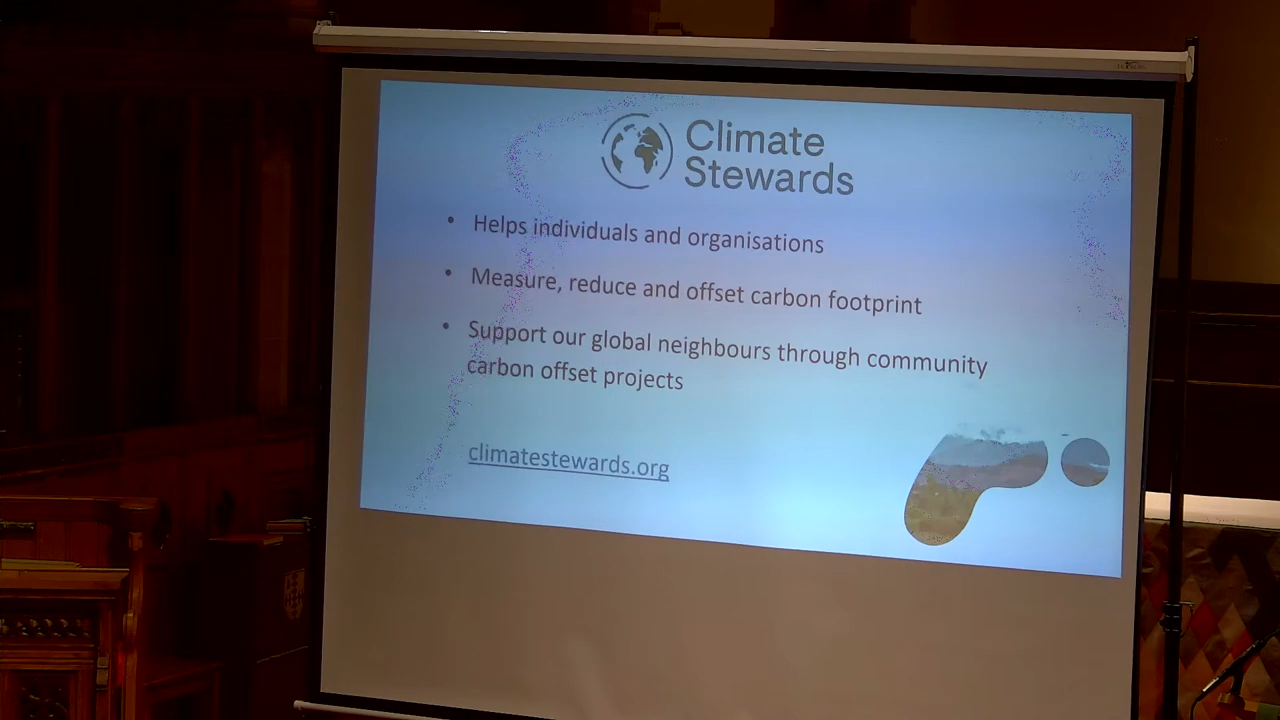 Climate
Stewards
• Helps individuals and organisations
• Measure, reduce and offset carbon footprint
• Support our global neighbours through community
carbon offset projects
climatestewards.org